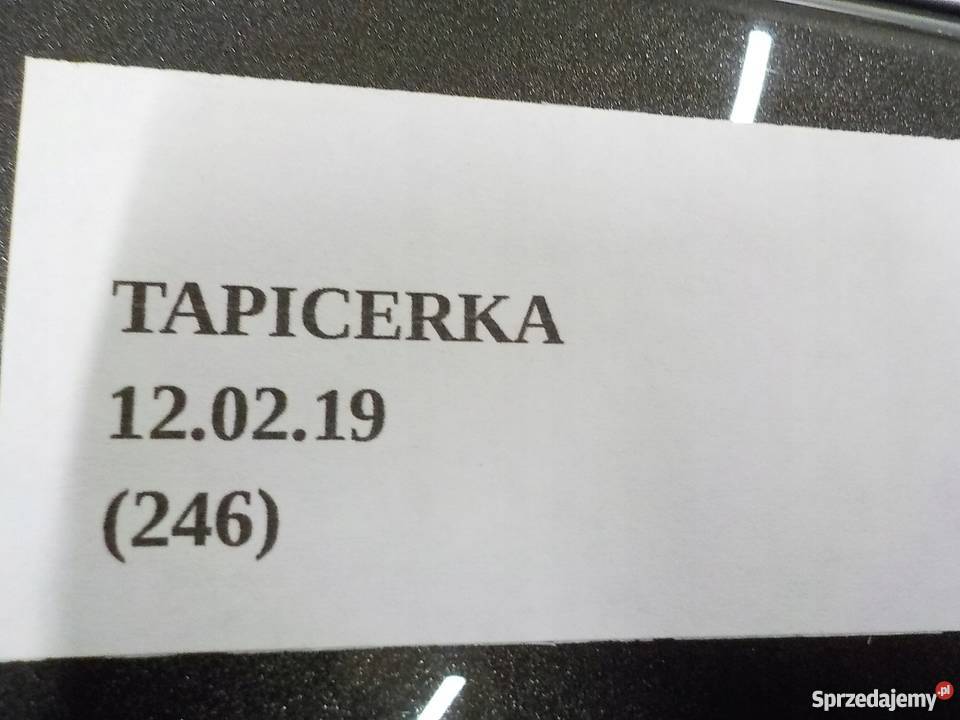 TAPICERKA
12.02.19
(246)
Sprzedajemy.pl